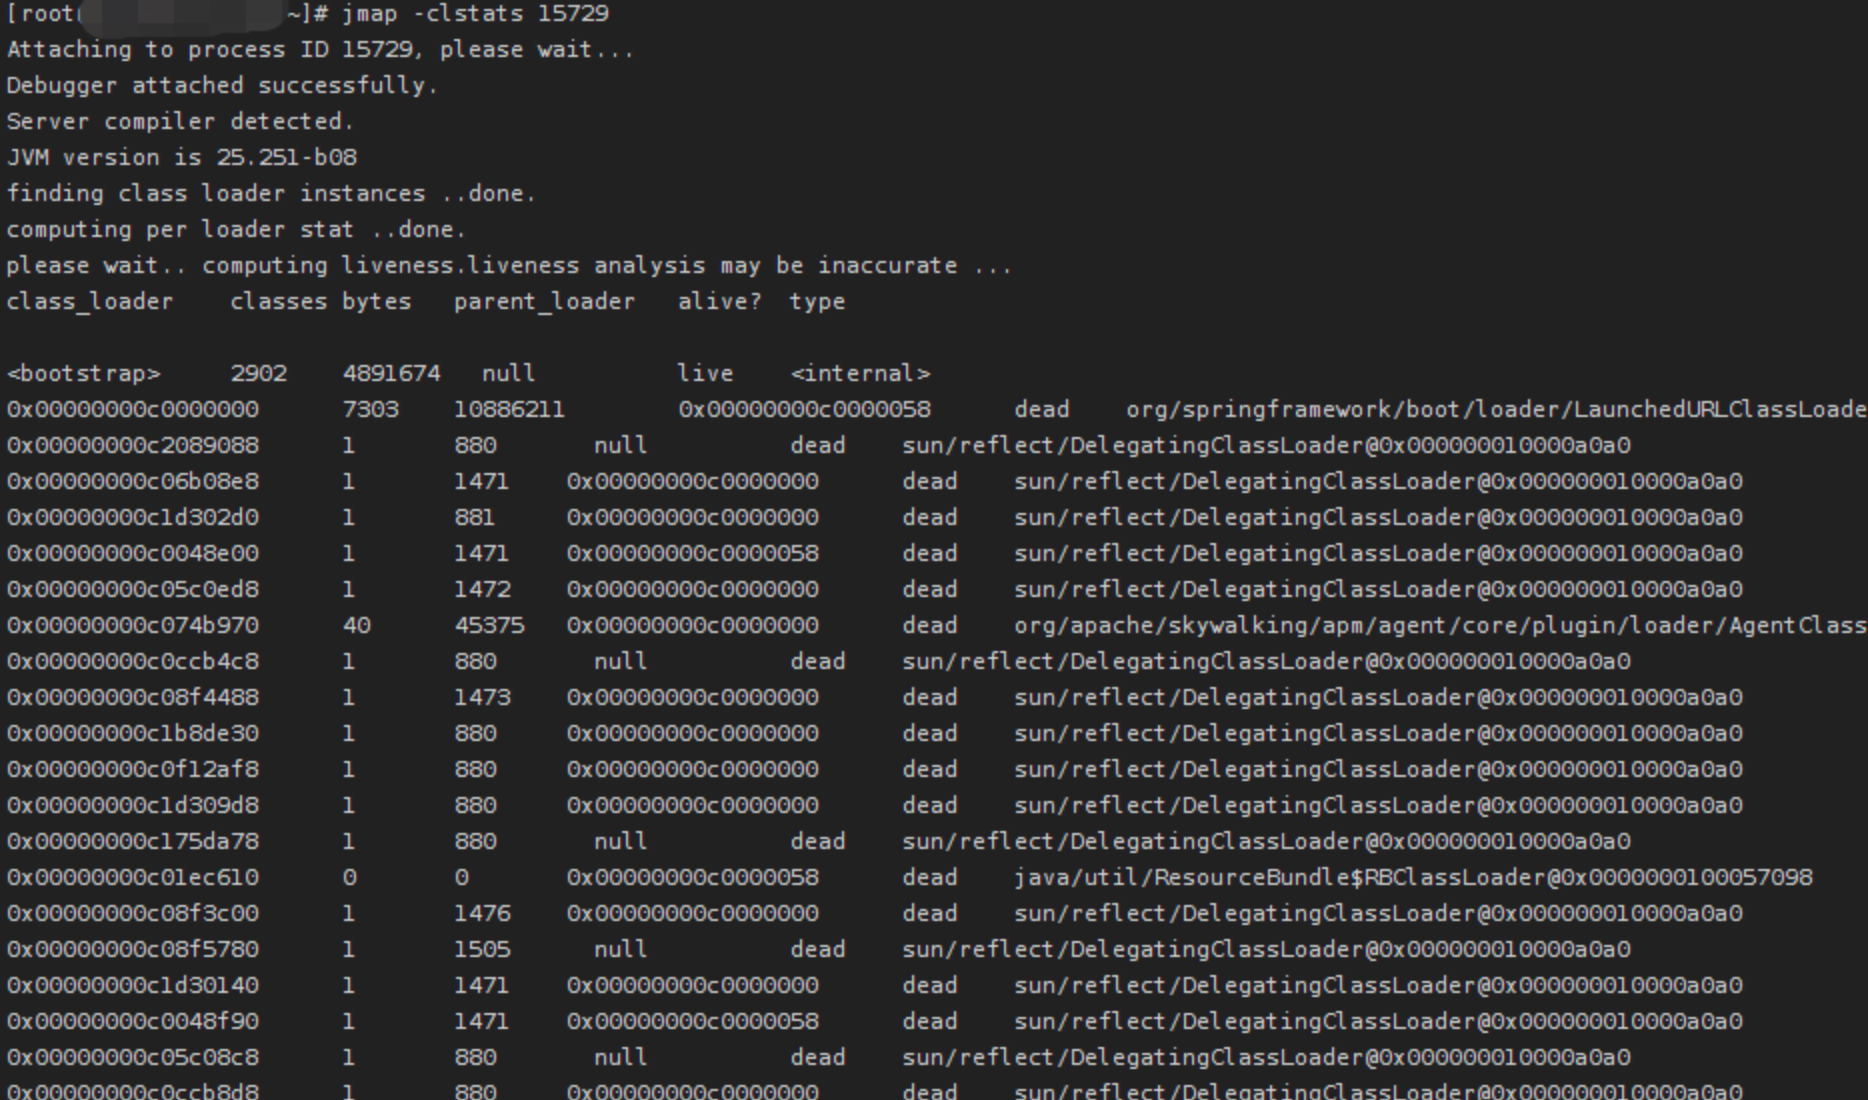 [root ~]# jmap -clstats 15729
Attaching to process ID 15729, please wait...
Debugger attached successfully.
Server compiler detected.
JVM version is 25.251-b08
finding class loader instances ..done.
computing per loader stat ..done.
please wait.. computing liveness.liveness analysis may be inaccurate ...
class_loader classes bytes parent_loader alive? type
<bootstrap> 2902 4891674 null live <internal>
0x00000000c0000000 7303 10886211 0x00000000c0000058 dead org/springframework/boot/loader/LaunchedURLClassLoade
0x00000000c2089088 1 880 null dead sun/reflect/DelegatingClassLoader@0x000000010000a0a0
0x00000000c06b08e8 1 1471 0x00000000c0000000 dead sun/reflect/DelegatingClassLoader@0x000000010000a0a0
0x00000000c1d302d0 1 881 0x00000000c0000000 dead sun/reflect/DelegatingClassLoader@0x000000010000a0a0
0x00000000c0048e00 1 1471 0x00000000c0000058 dead sun/reflect/DelegatingClassLoader@0x000000010000a0a0
0x00000000c05c0ed8 1 1472 0x00000000c0000000 dead sun/reflect/DelegatingClassLoader@0x000000010000a0a0
0x00000000c074b970 40 45375 0x00000000c0000000 dead org/apache/skywalking/apm/agent/core/plugin/loader/AgentClass
0x00000000c0ccb4c8 1 880 null dead sun/reflect/DelegatingClassLoader@0x000000010000a0a0
0x00000000c08f4488 1 1473 0x00000000c0000000 dead sun/reflect/DelegatingClassLoader@0x000000010000a0a0
0x00000000c1b8de30 1 880 0x00000000c0000000 dead sun/reflect/DelegatingClassLoader@0x000000010000a0a0
0x00000000c0f12af8 1 880 0x00000000c0000000 dead sun/reflect/DelegatingClassLoader@0x000000010000a0a0
0x00000000c1d309d8 1 880 0x00000000c0000000 dead sun/reflect/DelegatingClassLoader@0x000000010000a0a0
0x00000000c175da78 1 880 null dead sun/reflect/DelegatingClassLoader@0x000000010000a0a0
0x00000000c01ec610 0 0 0x00000000c0000058 dead java/util/ResourceBundle$RBClassLoader@0x0000000100057098
0x00000000c08f3c00 1 1476 0x00000000c0000000 dead sun/reflect/DelegatingClassLoader@0x000000010000a0a0
0x00000000c08f5780 1 1505 null dead sun/reflect/DelegatingClassLoader@0x000000010000a0a0
0x00000000c1d30140 1 1471 0x00000000c0000000 dead sun/reflect/DelegatingClassLoader@0x000000010000a0a0
0x00000000c0048f90 1 1471 0x00000000c0000058 dead sun/reflect/DelegatingClassLoader@0x000000010000a0a0
0x00000000c05c08c8 1 880 null dead sun/reflect/DelegatingClassLoader@0x000000010000a0a0
0x00000000c0ccb8d8 1 880 0x00000000c0000000 dead sun/reflect/DelegatingClassLoader@0x000000010000a0a0